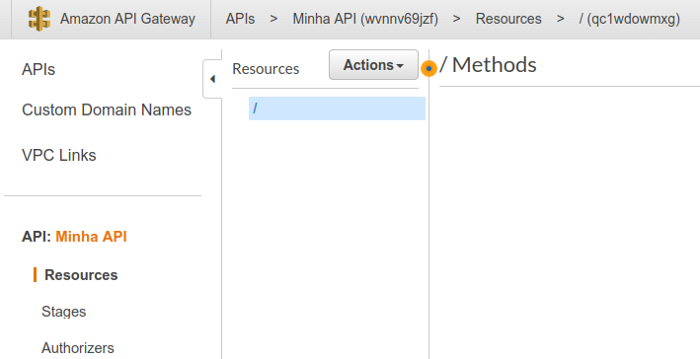 Amazon API Gateway APIs > Minha API (wvnnv69jzf) > Resources > / (qc1wdowmxg)
APIs
Custom Domain Names
VPC Links
API: Minha API
Resources
Stages
Authorizers
Resources Actions
/
/ Methods